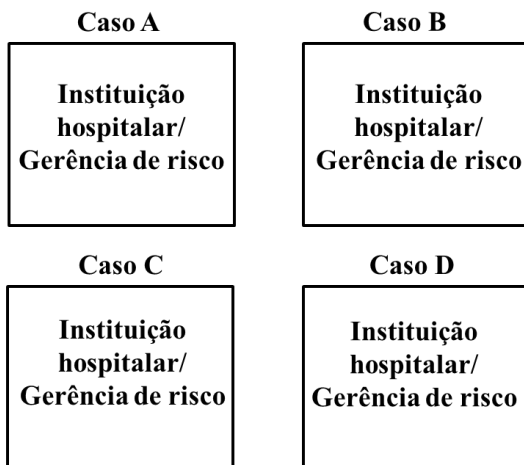 Caso A
Instituição
hospitalar/
Gerência de risco
Caso B
Instituição
hospitalar/
Gerência de risco
Caso C
Instituição
hospitalar/
Gerência de risco
Caso D
Instituição
hospitalar/
Gerência de risco